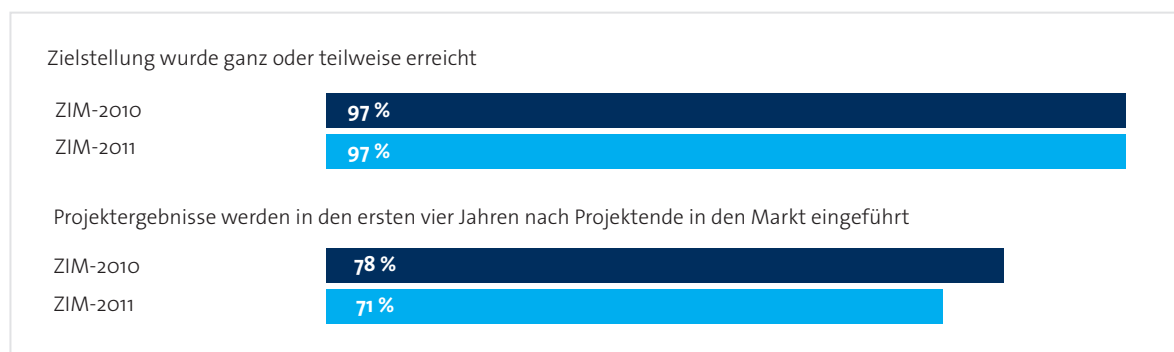 Zielstellung wurde ganz oder teilweise erreicht
ZIM-2010 97 %
ZIM-2011 97 %
Projektergebnisse werden in den ersten vier Jahren nach Projektende in den Markt eingeführt
ZIM-2010 78 %
ZIM-2011 71 %